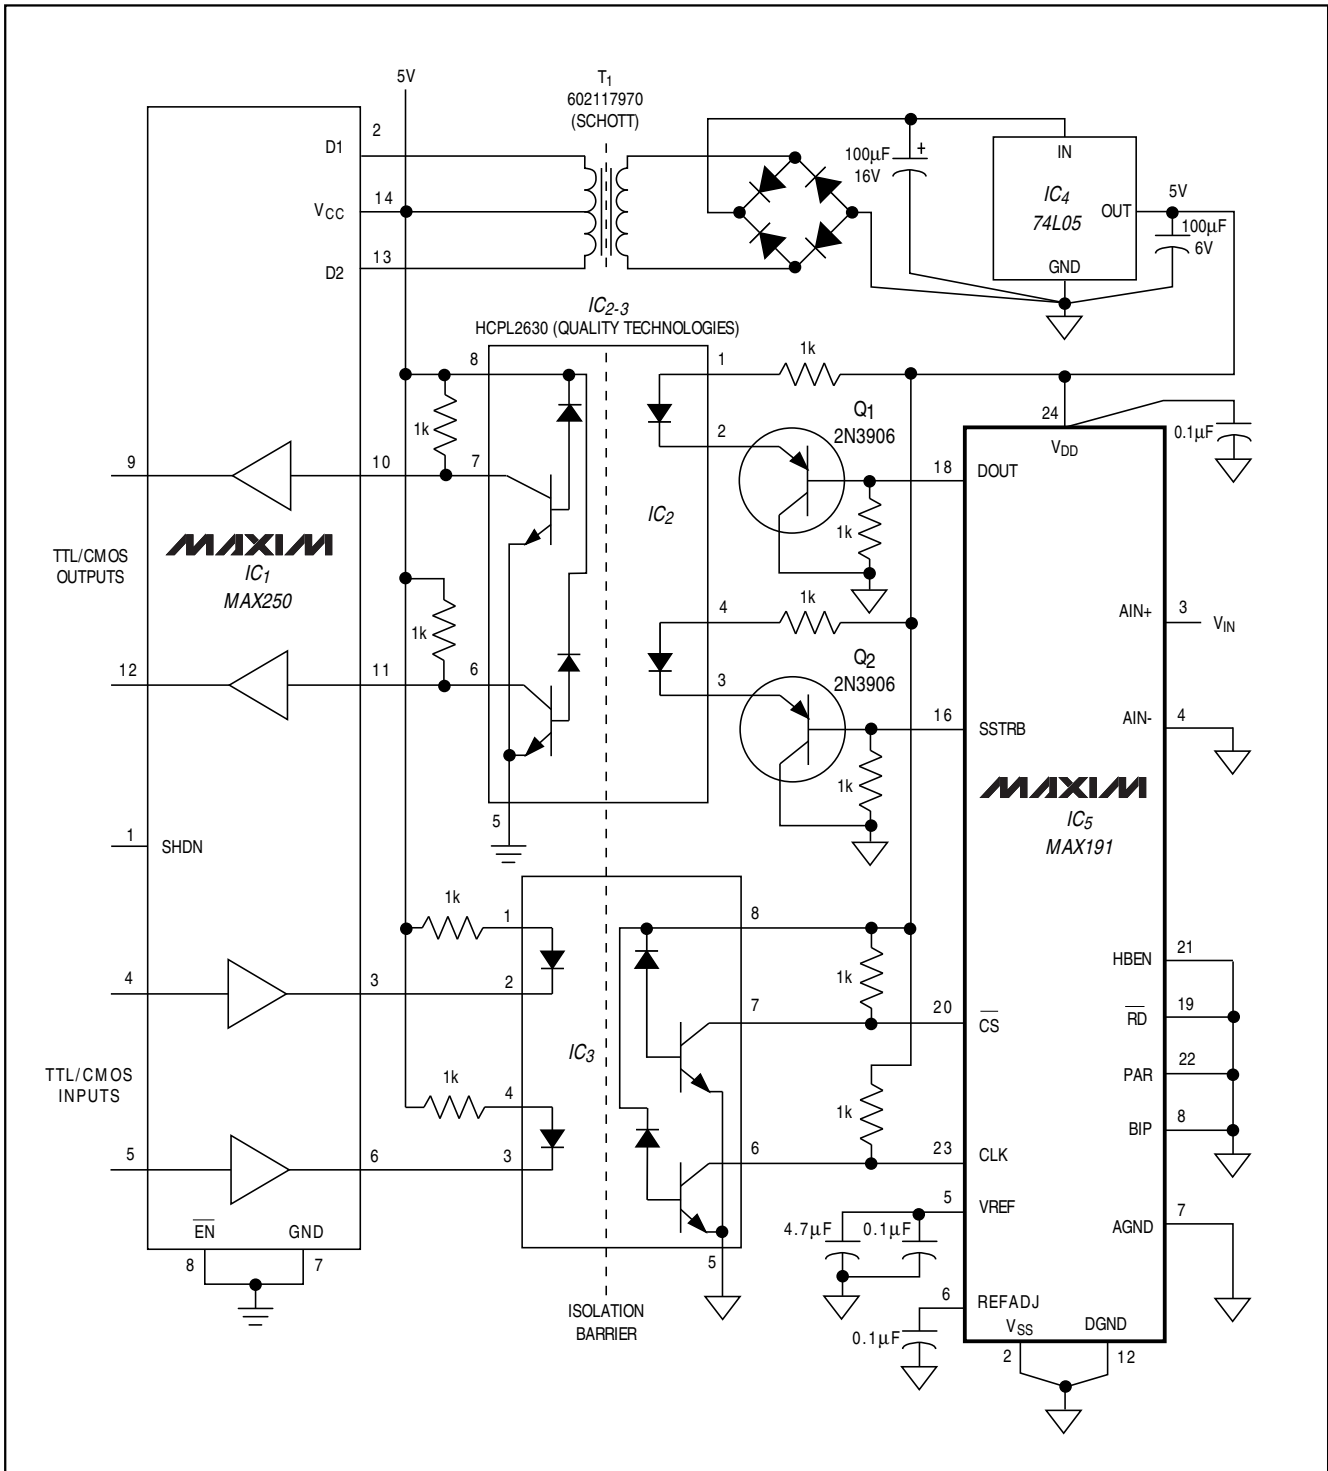 5V
T1
602117970
(SCHOTT)
D1
2
VCC
14
D2
13
100µF
16V
+
IN
IC4
74L05
OUT
GND
5V
100µF
6V
IC2-3
HCPL2630 (QUALITY TECHNOLOGIES)
8
1
1k
1k
2
Q1
2N3906
24
VDD
0.1µF
9
10
7
18
DOUT
1k
IC2
MAXIM
IC1
MAX250
TTL/CMOS
OUTPUTS
1k
4
1k
AIN+
3
VIN
12
11
6
3
Q2
2N3906
16
SSTRB
AIN-
4
1k
MAXIM
IC5
MAX191
5
1
SHDN
1k
1
8
4
3
2
1k
HBEN
21
7
20
CS
RD
19
IC3
TTL/CMOS
INPUTS
1k
4
1k
PAR
22
BIP
8
5
6
3
6
23
CLK
5
VREF
4.7µF
0.1µF
AGND
7
EN
GND
8
7
5
6
REFADJ
0.1µF
VSS
DGND
2
12
ISOLATION
BARRIER